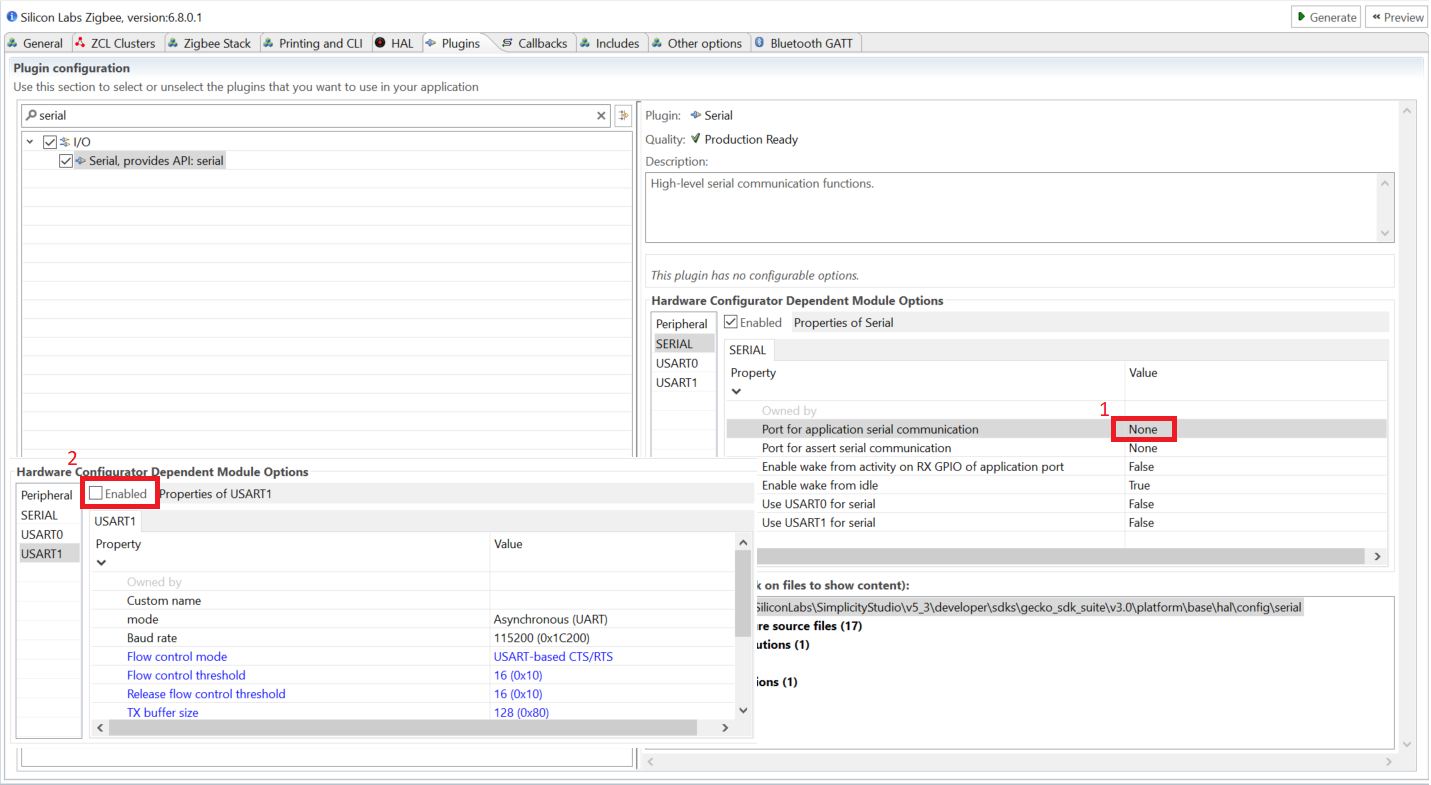 Silicon Labs Zigbee, version:6.8.0.1
Generate
Preview
General
ZCL Clusters
Zigbee Stack
Printing and CLI
HAL
Plugins
Callbacks
Includes
Other options
Bluetooth GATT
Plugin configuration
Use this section to select or unselect the plugins that you want to use in your application
serial
I/O
Serial, provides API: serial
Plugin: Serial
Quality: Production Ready
Description:
High-level serial communication functions.
This plugin has no configurable options.
Hardware Configurator Dependent Module Options
Peripheral
SERIAL
USART0
USART1
Enabled Properties of Serial
SERIAL
Property Value
Owned by
1
Port for application serial communication None
Port for assert serial communication None
Enable wake from activity on RX GPIO of application port False
Enable wake from idle True
Use USART0 for serial False
Use USART1 for serial False
2
Hardware Configurator Dependent Module Options
Peripheral
SERIAL
USART0
USART1
Enabled Properties of USART1
USART1
Property Value
Owned by
Custom name
mode Asynchronous (UART)
Baud rate 115200 (0x1C200)
Flow control mode USART-based CTS/RTS
Flow control threshold 16 (0x10)
Release flow control threshold 16 (0x10)
TX buffer size 128 (0x80)
k on files to show content):
SiliconLabs\SimplicityStudio\v5_3\developer\sdks\gecko_sdk_suite\v3.0\platform\base\hal\config\serial
re source files (17)
utions (1)
ions (1)